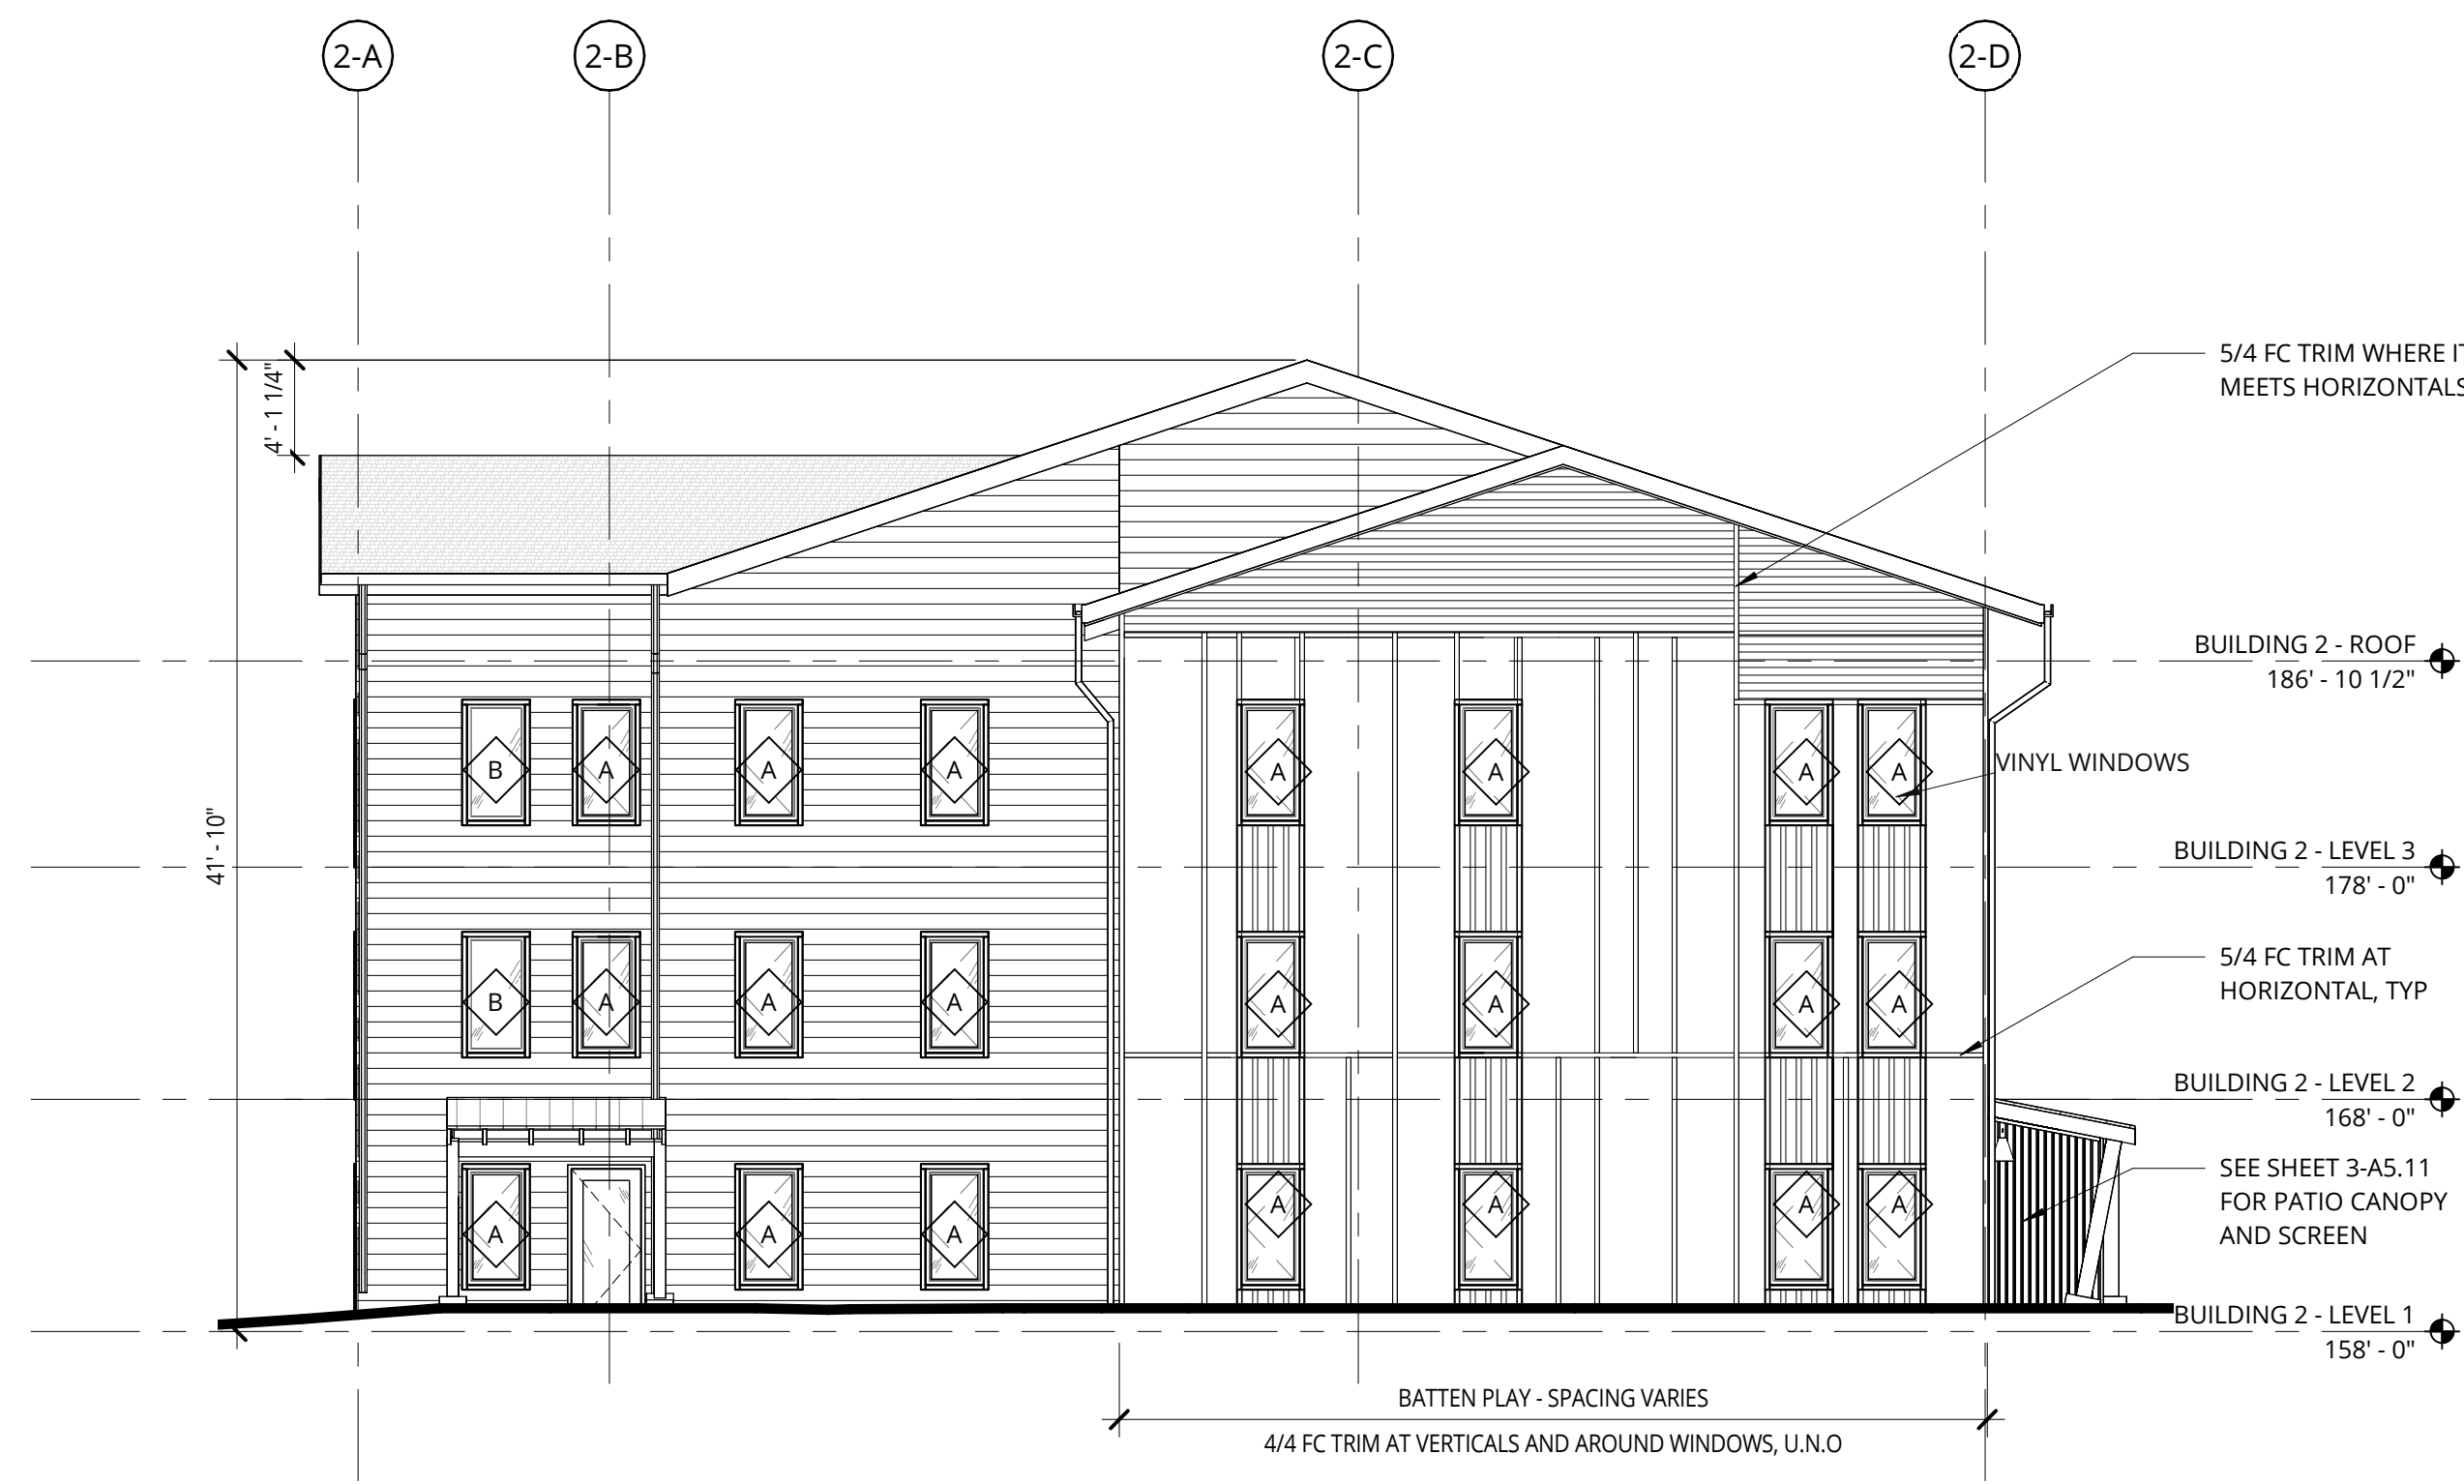 2-A
2-B
2-C
2-D
5/4 FC TRIM WHERE IT
MEETS HORIZONTALS
4' - 1 1/4"
BUILDING 2 - ROOF
186' - 10 1/2"
VINYL WINDOWS
B
A
A
A
A
A
A
A
41' - 10"
BUILDING 2 - LEVEL 3
178' - 0"
5/4 FC TRIM AT
HORIZONTAL, TYP
B
A
A
A
A
A
A
A
BUILDING 2 - LEVEL 2
168' - 0"
SEE SHEET 3-A5.11
FOR PATIO CANOPY
AND SCREEN
A
A
A
A
A
A
A
BUILDING 2 - LEVEL 1
158' - 0"
BATTEN PLAY - SPACING VARIES
4/4 FC TRIM AT VERTICALS AND AROUND WINDOWS, U.N.O